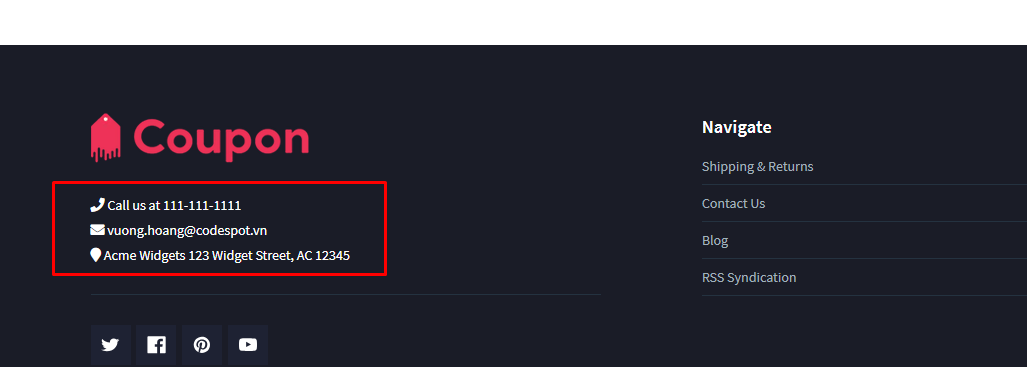 Coupon
Call us at 111-111-1111
vuong.hoang@codespot.vn
Acme Widgets 123 Widget Street, AC 12345
Navigate
Shipping & Returns
Contact Us
Blog
RSS Syndication